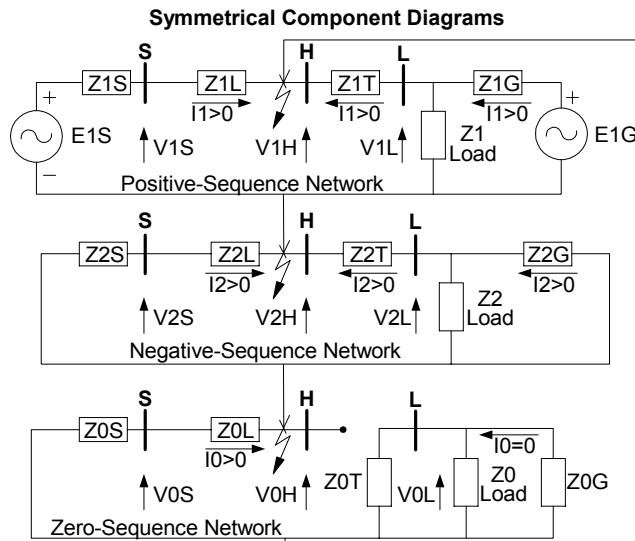 Symmetrical Component Diagrams
S H L
Z1S Z1L Z1T Z1G
I1>0 I1>0 I1>0
+ +
E1S V1S V1H V1L Z1 Load E1G
–
Positive-Sequence Network
S H L
Z2S Z2L Z2T Z2G
I2>0 I2>0 I2>0
V2S V2H V2L Z2 Load
Negative-Sequence Network
S H L
Z0S Z0L
I0>0 I0=0
V0S V0H Z0T V0L Z0 Load Z0G
Zero-Sequence Network